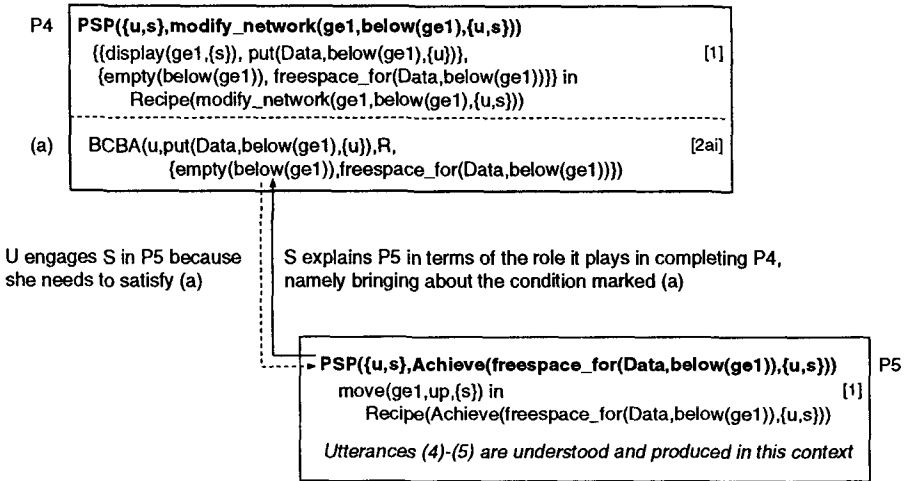 P4 PSP({u,s},modify_network(ge1,below(ge1),{u,s}))
{{display(ge1,{s}), put(Data,below(ge1),{u})}, [1]
{empty(below(ge1)), freespace_for(Data,below(ge1))}} in
Recipe(modify_network(ge1,below(ge1),{u,s}))
(a) BCBA(u,put(Data,below(ge1),{u}),R, [2ai]
{empty(below(ge1)),freespace_for(Data,below(ge1))})
U engages S in P5 because
she needs to satisfy (a)
S explains P5 in terms of the role it plays in completing P4,
namely bringing about the condition marked (a)
PSP({u,s},Achieve(freespace_for(Data,below(ge1)),{u,s})) P5
move(ge1,up,{s}) in [1]
Recipe(Achieve(freespace_for(Data,below(ge1)),{u,s}))
Utterances (4)-(5) are understood and produced in this context